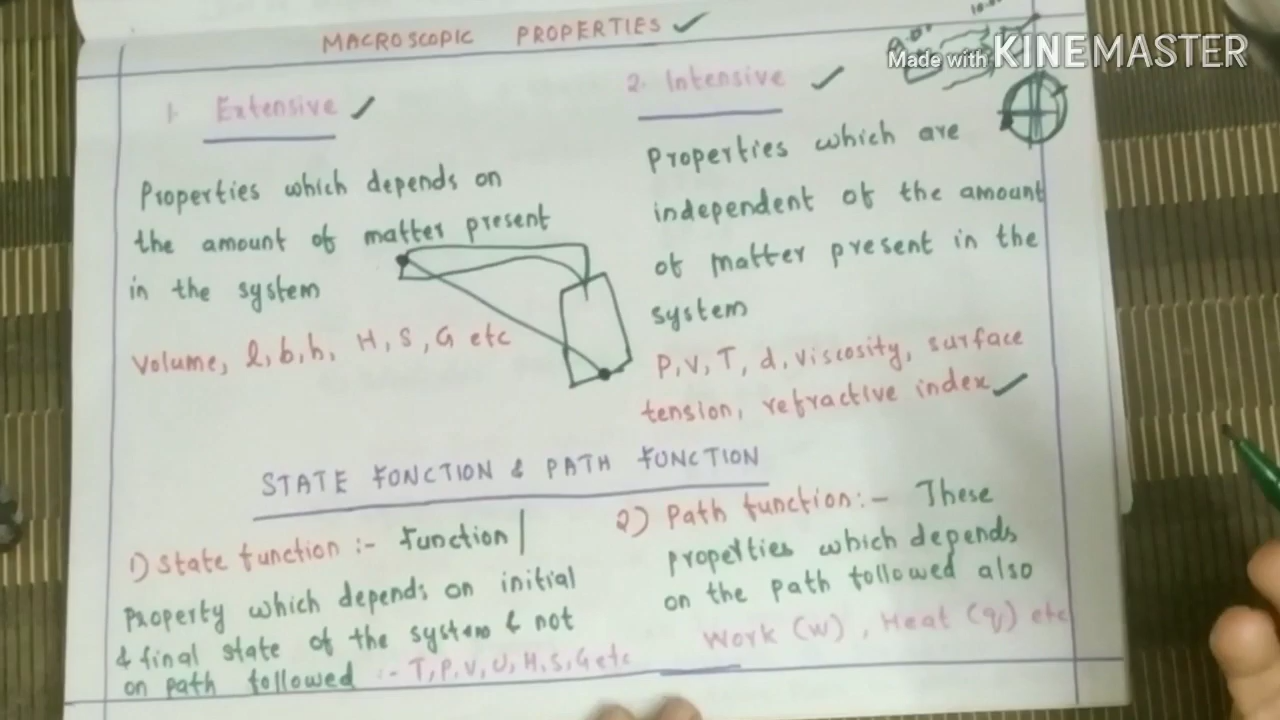 MACROSCOPIC PROPERTIES
Made with KINEMASTER
1. Extensive
Properties which depends on
the amount of matter present
in the system
Volume, l, b, h, H, S, G etc
2. Intensive
Properties which are
independent of the amount
of matter present in the
system
P, V, T, d, viscosity, surface
tension, refractive index
STATE FUNCTION & PATH FUNCTION
1) State function :- Function |
Property which depends on initial
& final state of the system & not
on path followed :- T, P, V, U, H, S, G etc
2) Path function :- These
properties which depends
on the path followed also
Work (w), Heat (q) etc